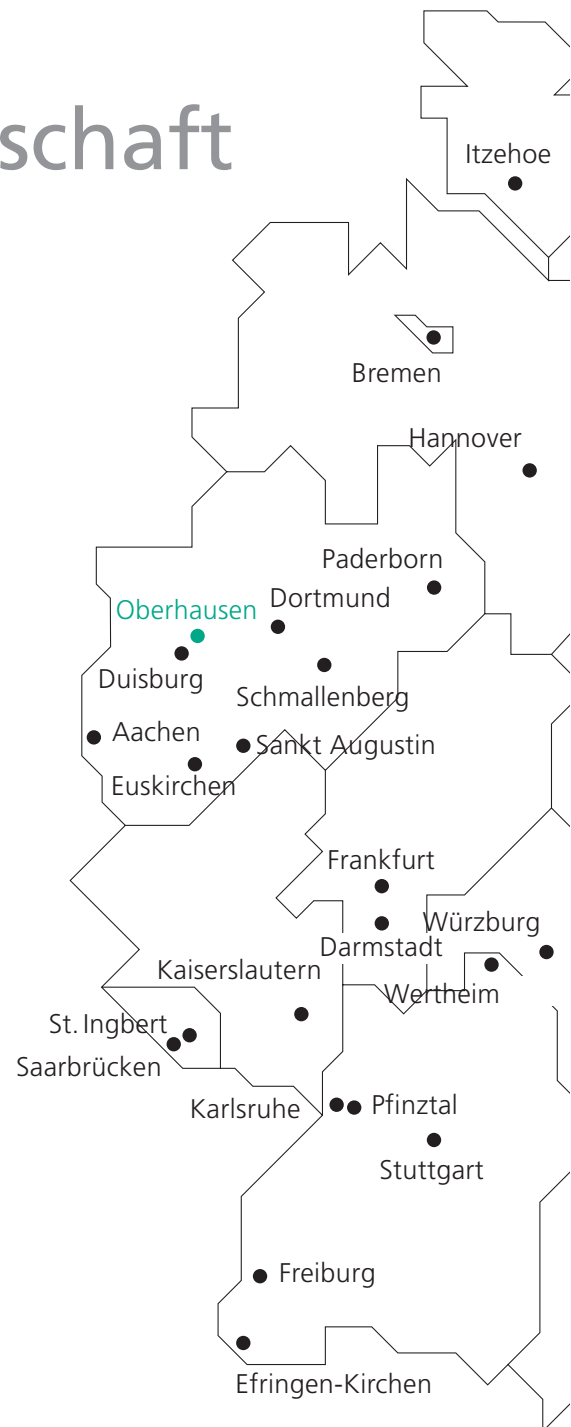 schaft
Itzehoe
Bremen
Hannover
Paderborn
Dortmund
Oberhausen
Duisburg
Schmallenberg
Aachen
Sankt Augustin
Euskirchen
Frankfurt
Würzburg
Darmstadt
Kaiserslautern
Wertheim
St. Ingbert
Saarbrücken
Karlsruhe
Pfinztal
Stuttgart
Freiburg
Efringen-Kirchen